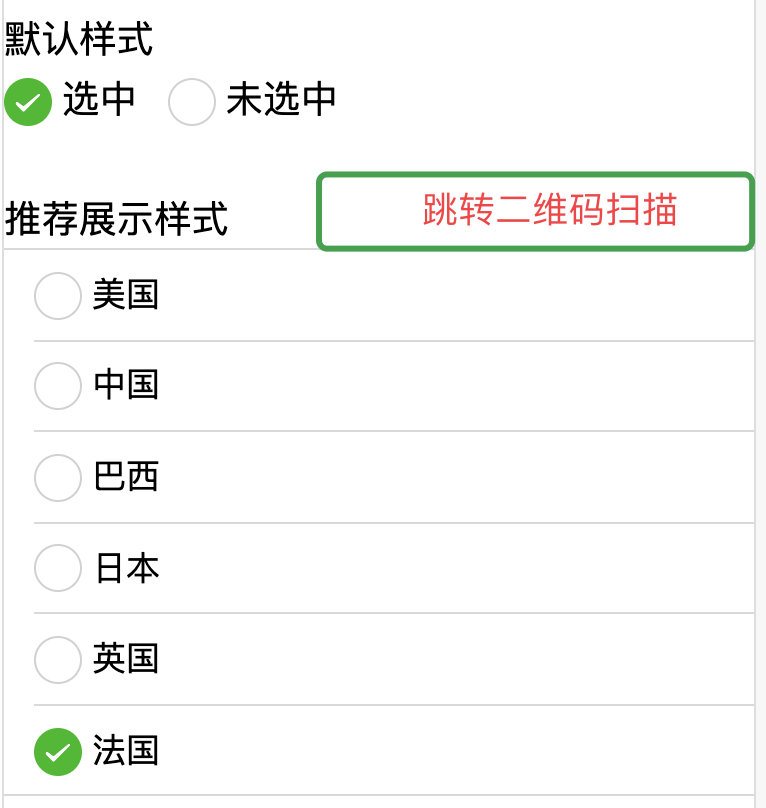 默认样式
选中 未选中
推荐展示样式 跳转二维码扫描
美国
中国
巴西
日本
英国
法国